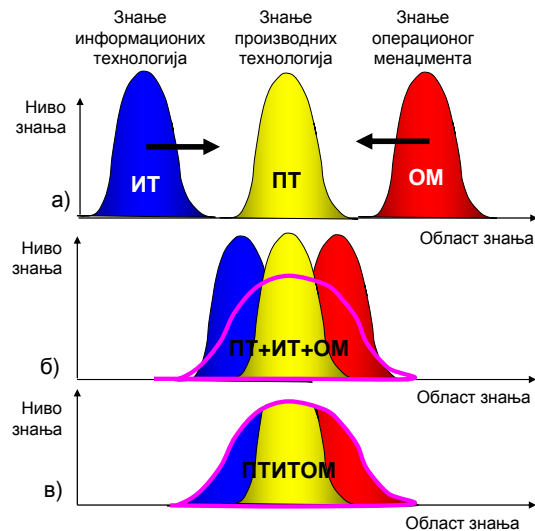 Знање
информационих
технологија
Знање
производних
технологија
Знање
операционог
менаџмента
Ниво
знања
ИТ
ПТ
ОМ
а)
Област знања
Ниво
знања
ПТ+ИТ+ОМ
б)
Област знања
Ниво
знања
ПТИТОМ
в)
Област знања